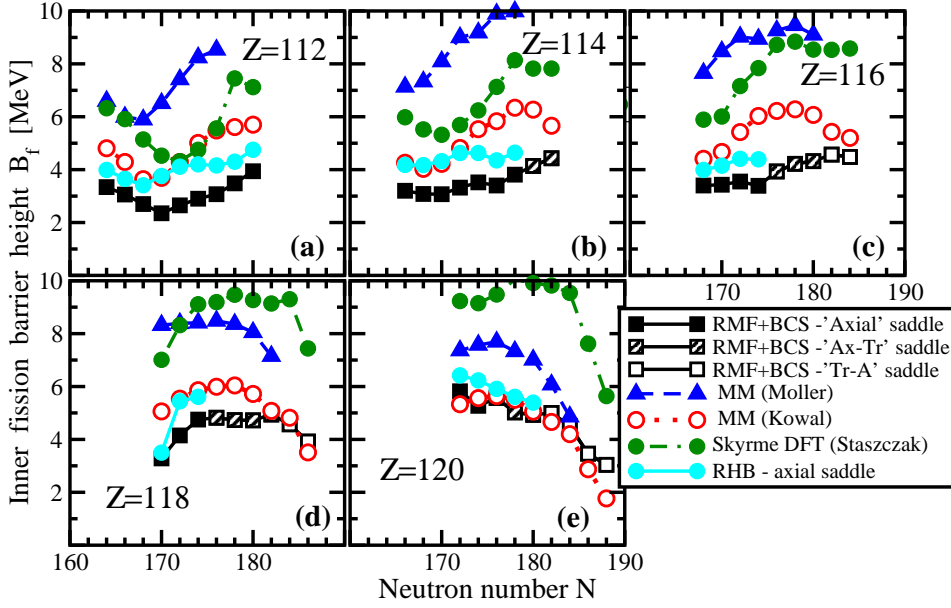 Inner fission barrier height B_f [MeV]
10
8
6
4
2
Z=112
(a)
Z=114
(b)
Z=116
(c)
170
180
190
10
8
6
4
2
Z=118
(d)
Z=120
(e)
160
170
180
170
180
190
Neutron number N
RMF+BCS -'Axial' saddle
RMF+BCS -'Ax-Tr' saddle
RMF+BCS -'Tr-A' saddle
MM (Moller)
MM (Kowal)
Skyrme DFT (Staszczak)
RHB - axial saddle